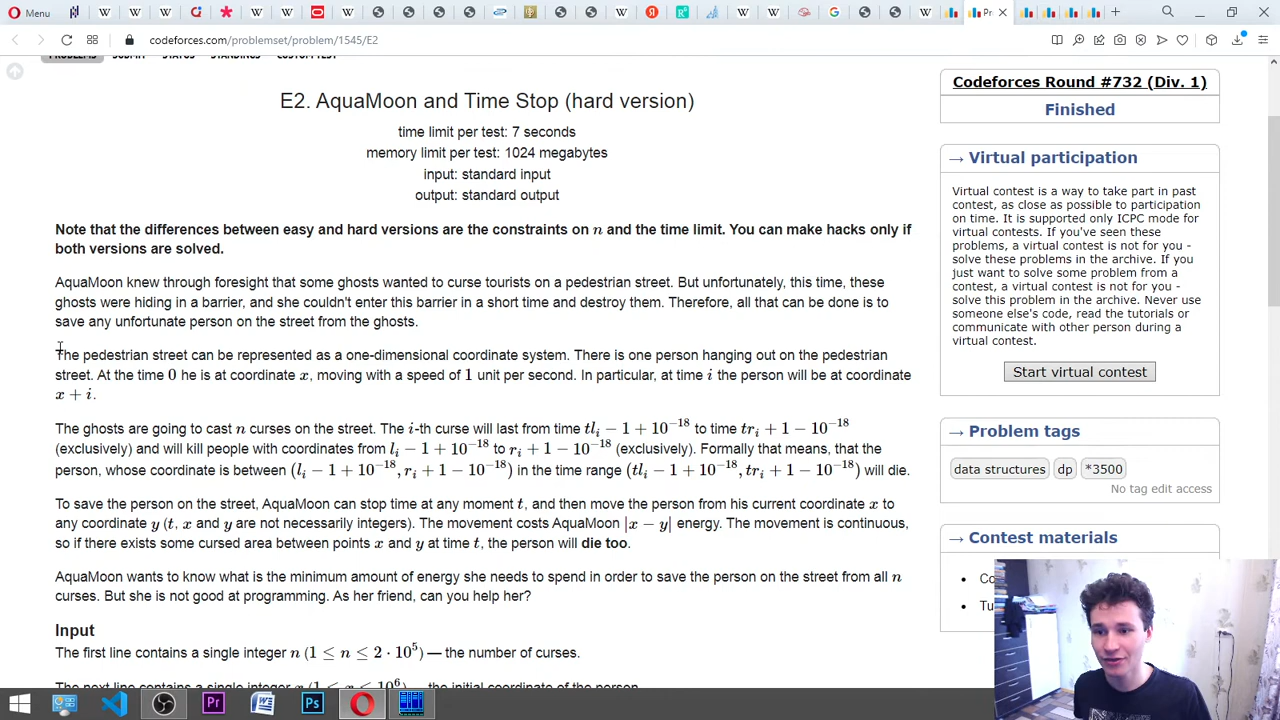 Menu
codeforces.com/problemset/problem/1545/E2
PROBLEMS SUBMIT STATUS STANDINGS CUSTOM TEST
E2. AquaMoon and Time Stop (hard version)
time limit per test: 7 seconds
memory limit per test: 1024 megabytes
input: standard input
output: standard output
Note that the differences between easy and hard versions are the constraints on n and the time limit. You can make hacks only if
both versions are solved.
AquaMoon knew through foresight that some ghosts wanted to curse tourists on a pedestrian street. But unfortunately, this time, these
ghosts were hiding in a barrier, and she couldn't enter this barrier in a short time and destroy them. Therefore, all that can be done is to
save any unfortunate person on the street from the ghosts.
The pedestrian street can be represented as a one-dimensional coordinate system. There is one person hanging out on the pedestrian
street. At the time 0 he is at coordinate x, moving with a speed of 1 unit per second. In particular, at time i the person will be at coordinate
x + i.
The ghosts are going to cast n curses on the street. The i-th curse will last from time tl_i − 1 + 10^{−18} to time tr_i + 1 − 10^{−18}
(exclusively) and will kill people with coordinates from l_i − 1 + 10^{−18} to r_i + 1 − 10^{−18} (exclusively). Formally that means, that the
person, whose coordinate is between (l_i − 1 + 10^{−18}, r_i + 1 − 10^{−18}) in the time range (tl_i − 1 + 10^{−18}, tr_i + 1 − 10^{−18}) will die.
To save the person on the street, AquaMoon can stop time at any moment t, and then move the person from his current coordinate x to
any coordinate y (t, x and y are not necessarily integers). The movement costs AquaMoon |x − y| energy. The movement is continuous,
so if there exists some cursed area between points x and y at time t, the person will die too.
AquaMoon wants to know what is the minimum amount of energy she needs to spend in order to save the person on the street from all n
curses. But she is not good at programming. As her friend, can you help her?
Input
The first line contains a single integer n (1 ≤ n ≤ 2 · 10^5) — the number of curses.
The next line contains a single integer x (1 ≤ x ≤ 10^6) — the initial coordinate of the person.
Codeforces Round #732 (Div. 1)
Finished
→ Virtual participation
Virtual contest is a way to take part in past
contest, as close as possible to participation
on time. It is supported only ICPC mode for
virtual contests. If you've seen these
problems, a virtual contest is not for you -
solve these problems in the archive. If you
just want to solve some problem from a
contest, a virtual contest is not for you -
solve this problem in the archive. Never use
someone else's code, read the tutorials or
communicate with other person during a
virtual contest.
Start virtual contest
→ Problem tags
data structures dp *3500
No tag edit access
→ Contest materials